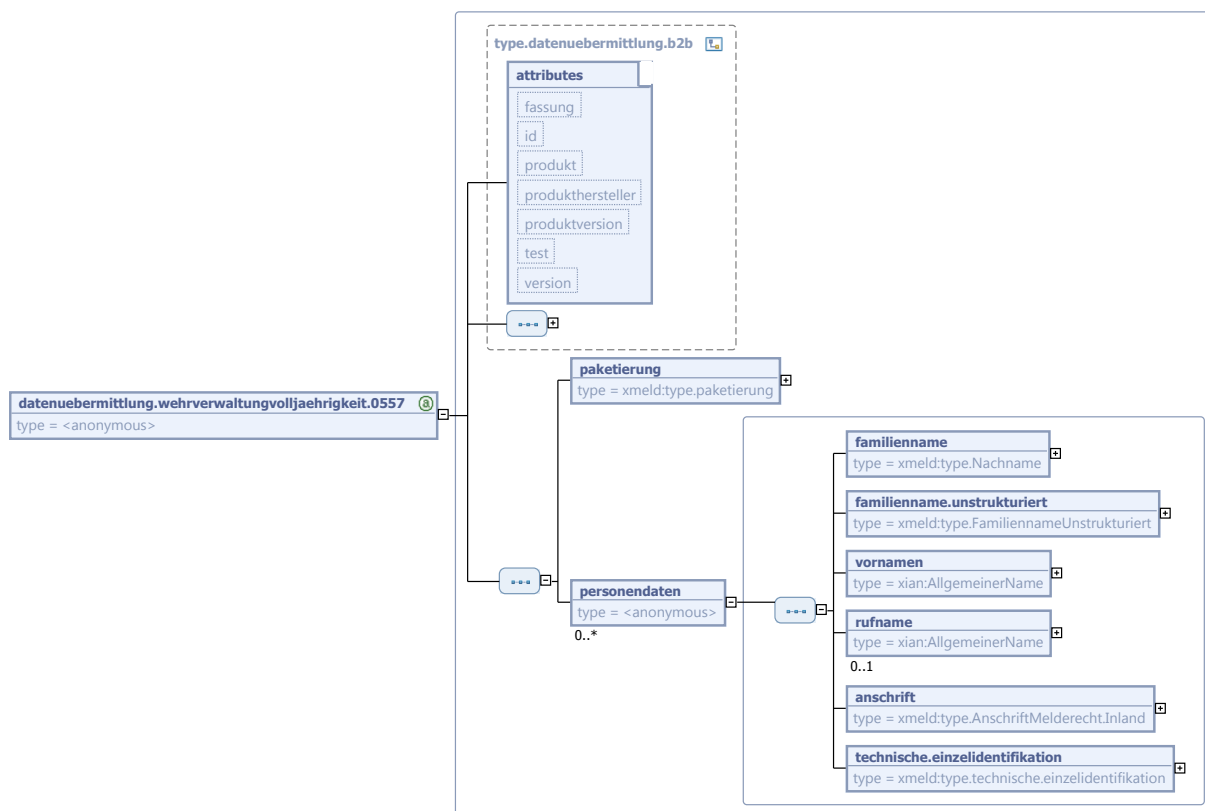 type.datenuebermittlung.b2b
attributes
fassung
id
produkt
produkthersteller
produktversion
test
version
datenuebermittlung.wehrverwaltungvolljaehrigkeit.0557
type = <anonymous>
paketierung
type = xmeld:type.paketierung
personendaten
type = <anonymous>
0..*
familienname
type = xmeld:type.Nachname
familienname.unstrukturiert
type = xmeld:type.FamiliennameUnstrukturiert
vornamen
type = xian:AllgemeinerName
rufname
type = xian:AllgemeinerName
0..1
anschrift
type = xmeld:type.AnschriftMelderecht.Inland
technische.einzelidentifikation
type = xmeld:type.technische.einzelidentifikation